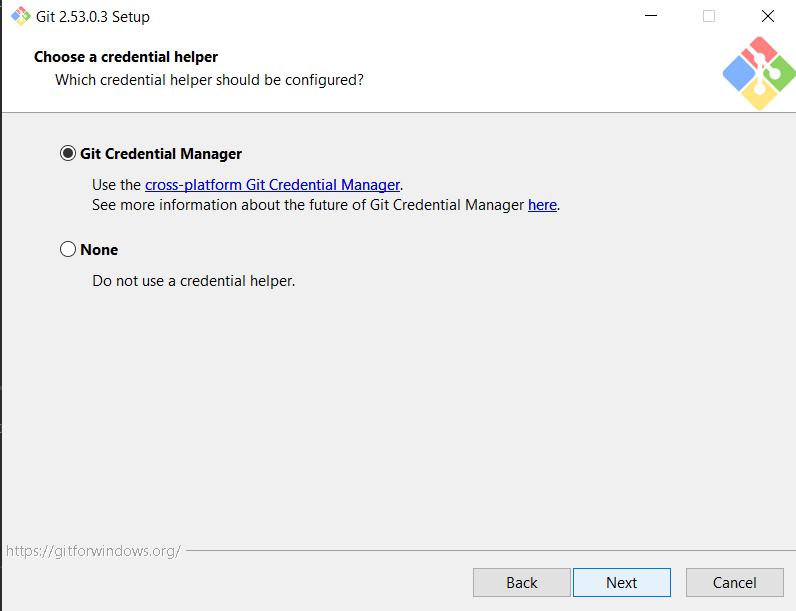 Git 2.53.0.3 Setup
Choose a credential helper
Which credential helper should be configured?
Git Credential Manager
Use the cross-platform Git Credential Manager.
See more information about the future of Git Credential Manager here.
None
Do not use a credential helper.
https://gitforwindows.org/
Back
Next
Cancel